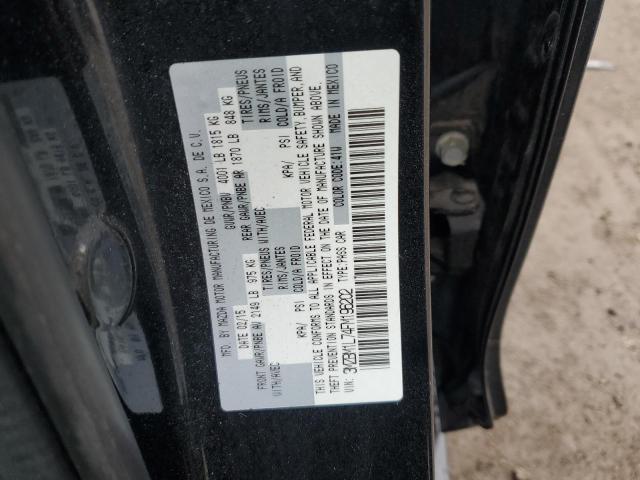 MFD. BY MAZDA MOTOR MANUFACTURING DE MEXICO S.A. DE C.V.
DATE 02/15 GVWR/PNBV 4001 LB 1815 KG
FRONT GAWR/PNBE AV 2149 LB 975 KG REAR GAWR/PNBE AR 1870 LB 848 KG
WITH/AVEC TIRES/PNEUS WITH/AVEC TIRES/PNEUS
RIMS/JANTES RIMS/JANTES
KPA/ PSI COLD/A FROID KPA/ PSI COLD/A FROID
THIS VEHICLE CONFORMS TO ALL APPLICABLE FEDERAL MOTOR VEHICLE SAFETY, BUMPER, AND
THEFT PREVENTION STANDARDS IN EFFECT ON THE DATE OF MANUFACTURE SHOWN ABOVE.
VIN: 3MZBM1L74FM196202 TYPE:PASS CAR COLOR CODE:41W MADE IN MEXICO